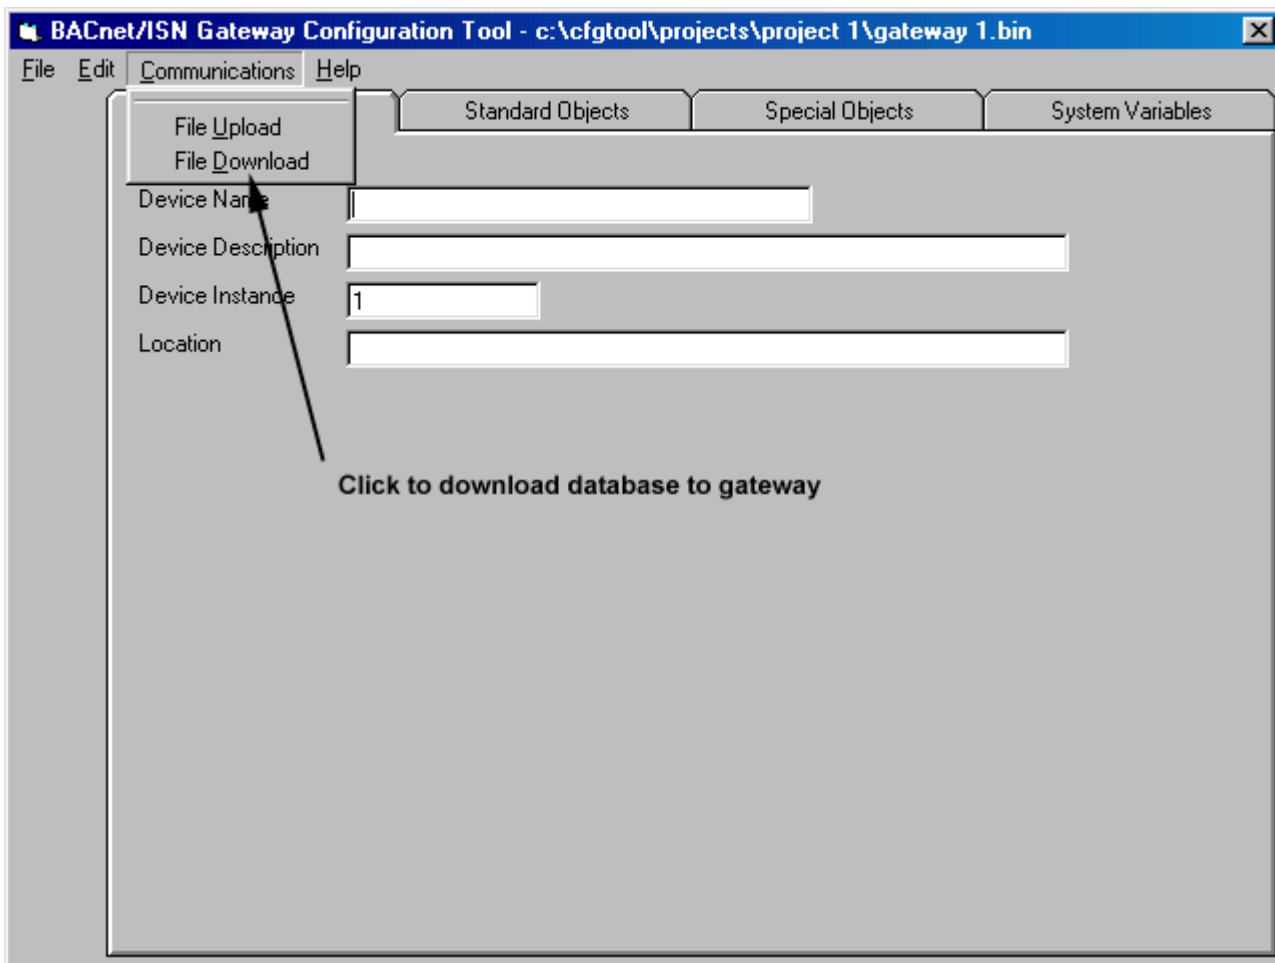 BACnet/ISN Gateway Configuration Tool - c:\cfgtool\projects\project 1\gateway 1.bin
File Edit Communications Help
File Upload
File Download
Standard Objects Special Objects System Variables
Device Name
Device Description
Device Instance 1
Location
Click to download database to gateway